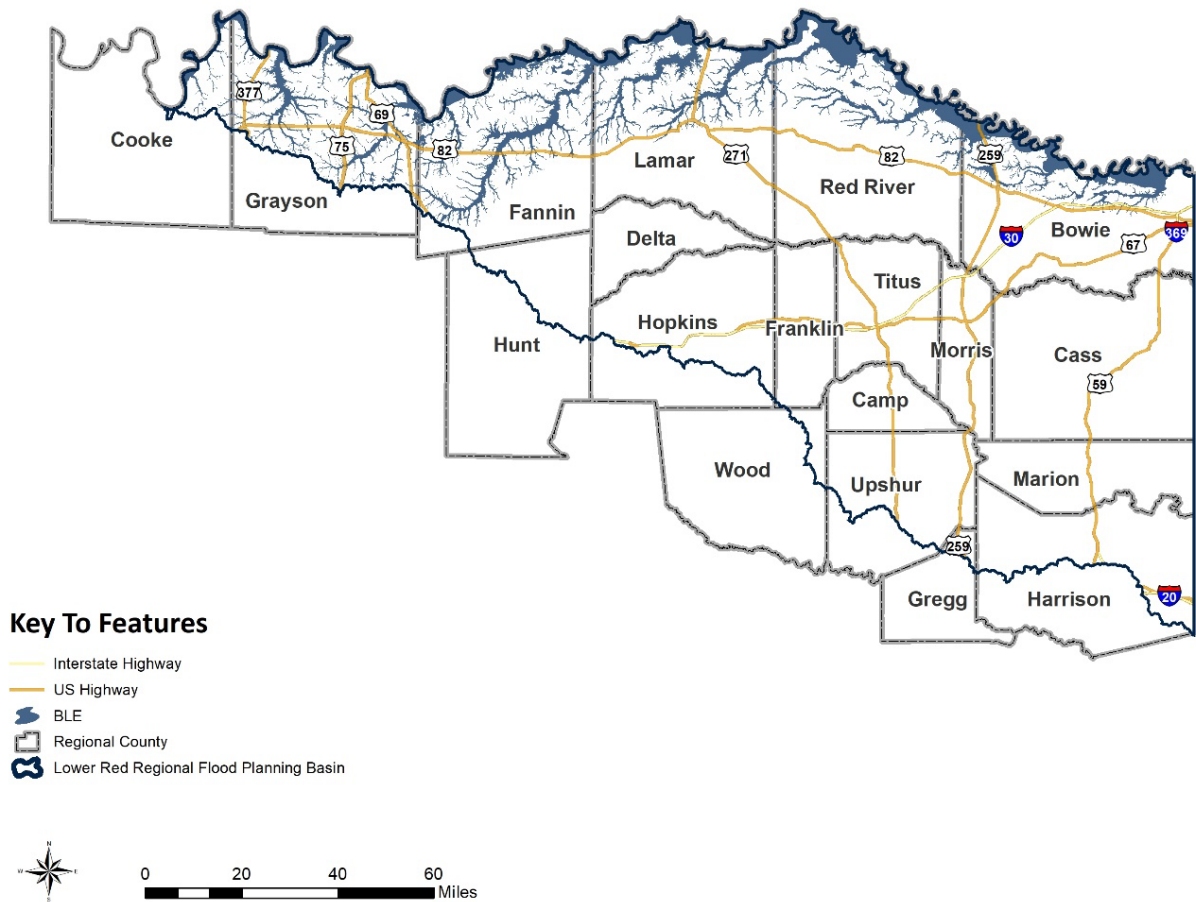 377
69
Cooke
75
82
259
Lamar
271
82
Red River
Grayson
Fannin
Delta
30
Bowie
67
369
Titus
Hopkins
Franklin
Hunt
Morris
Cass
59
Camp
Wood
Upshur
Marion
259
Gregg
Harrison
20
Key To Features
Interstate Highway
US Highway
BLE
Regional County
Lower Red Regional Flood Planning Basin
N
W
E
S
0 20 40 60
Miles